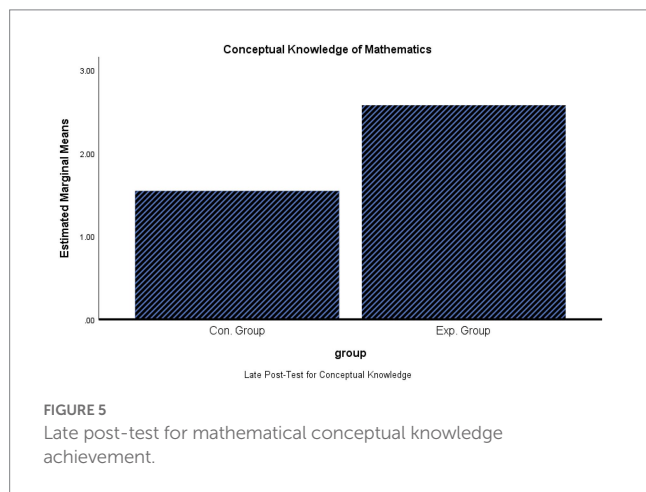 Conceptual Knowledge of Mathematics
Estimated Marginal Means
3.00
2.00
1.00
.00
Con. Group
Exp. Group
group
Late Post-Test for Conceptual Knowledge
FIGURE 5
Late post-test for mathematical conceptual knowledge
achievement.